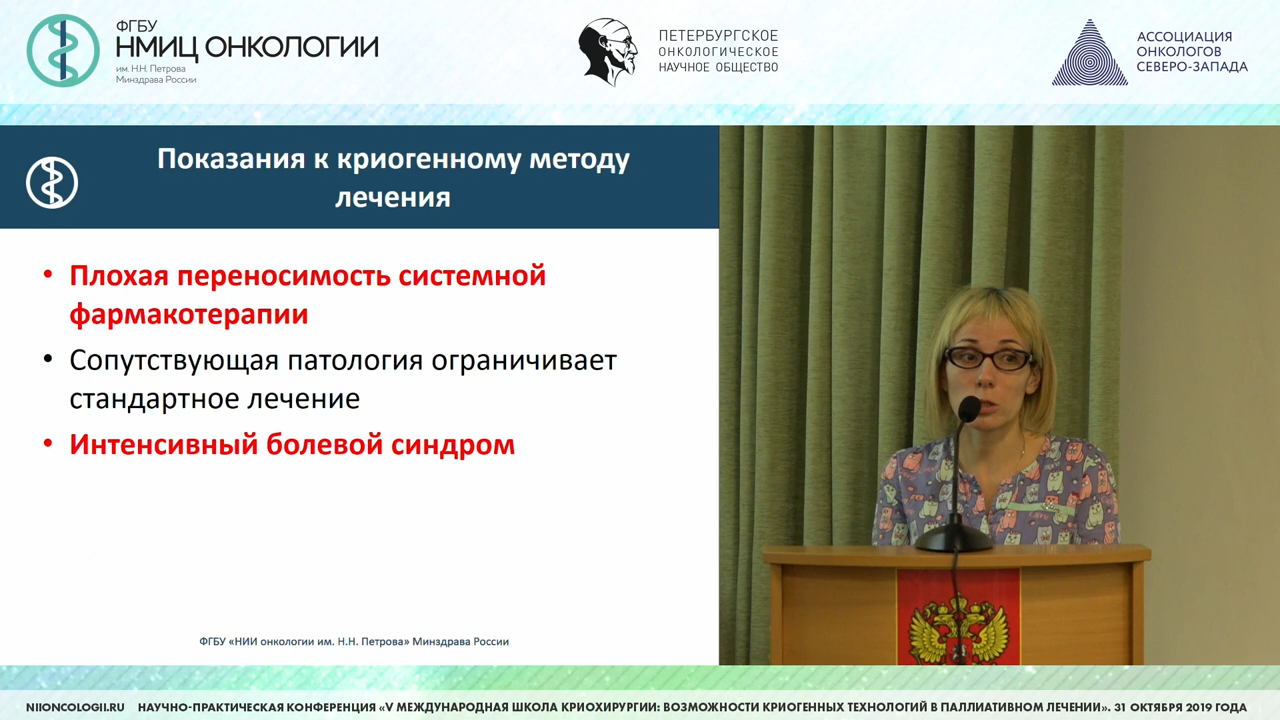 ФГБУ
НМИЦ ОНКОЛОГИИ
им. Н.Н. Петрова
Минздрава России
ПЕТЕРБУРГСКОЕ
ОНКОЛОГИЧЕСКОЕ
НАУЧНОЕ ОБЩЕСТВО
АССОЦИАЦИЯ
ОНКОЛОГОВ
СЕВЕРО-ЗАПАДА
Показания к криогенному методу
лечения
• Плохая переносимость системной
фармакотерапии
• Сопутствующая патология ограничивает
стандартное лечение
• Интенсивный болевой синдром
ФГБУ «НИИ онкологии им. Н.Н. Петрова» Минздрава России
NIIONCOLOGII.RU НАУЧНО-ПРАКТИЧЕСКАЯ КОНФЕРЕНЦИЯ «V МЕЖДУНАРОДНАЯ ШКОЛА КРИОХИРУРГИИ: ВОЗМОЖНОСТИ КРИОГЕННЫХ ТЕХНОЛОГИЙ В ПАЛЛИАТИВНОМ ЛЕЧЕНИИ». 31 ОКТЯБРЯ 2019 ГОДА